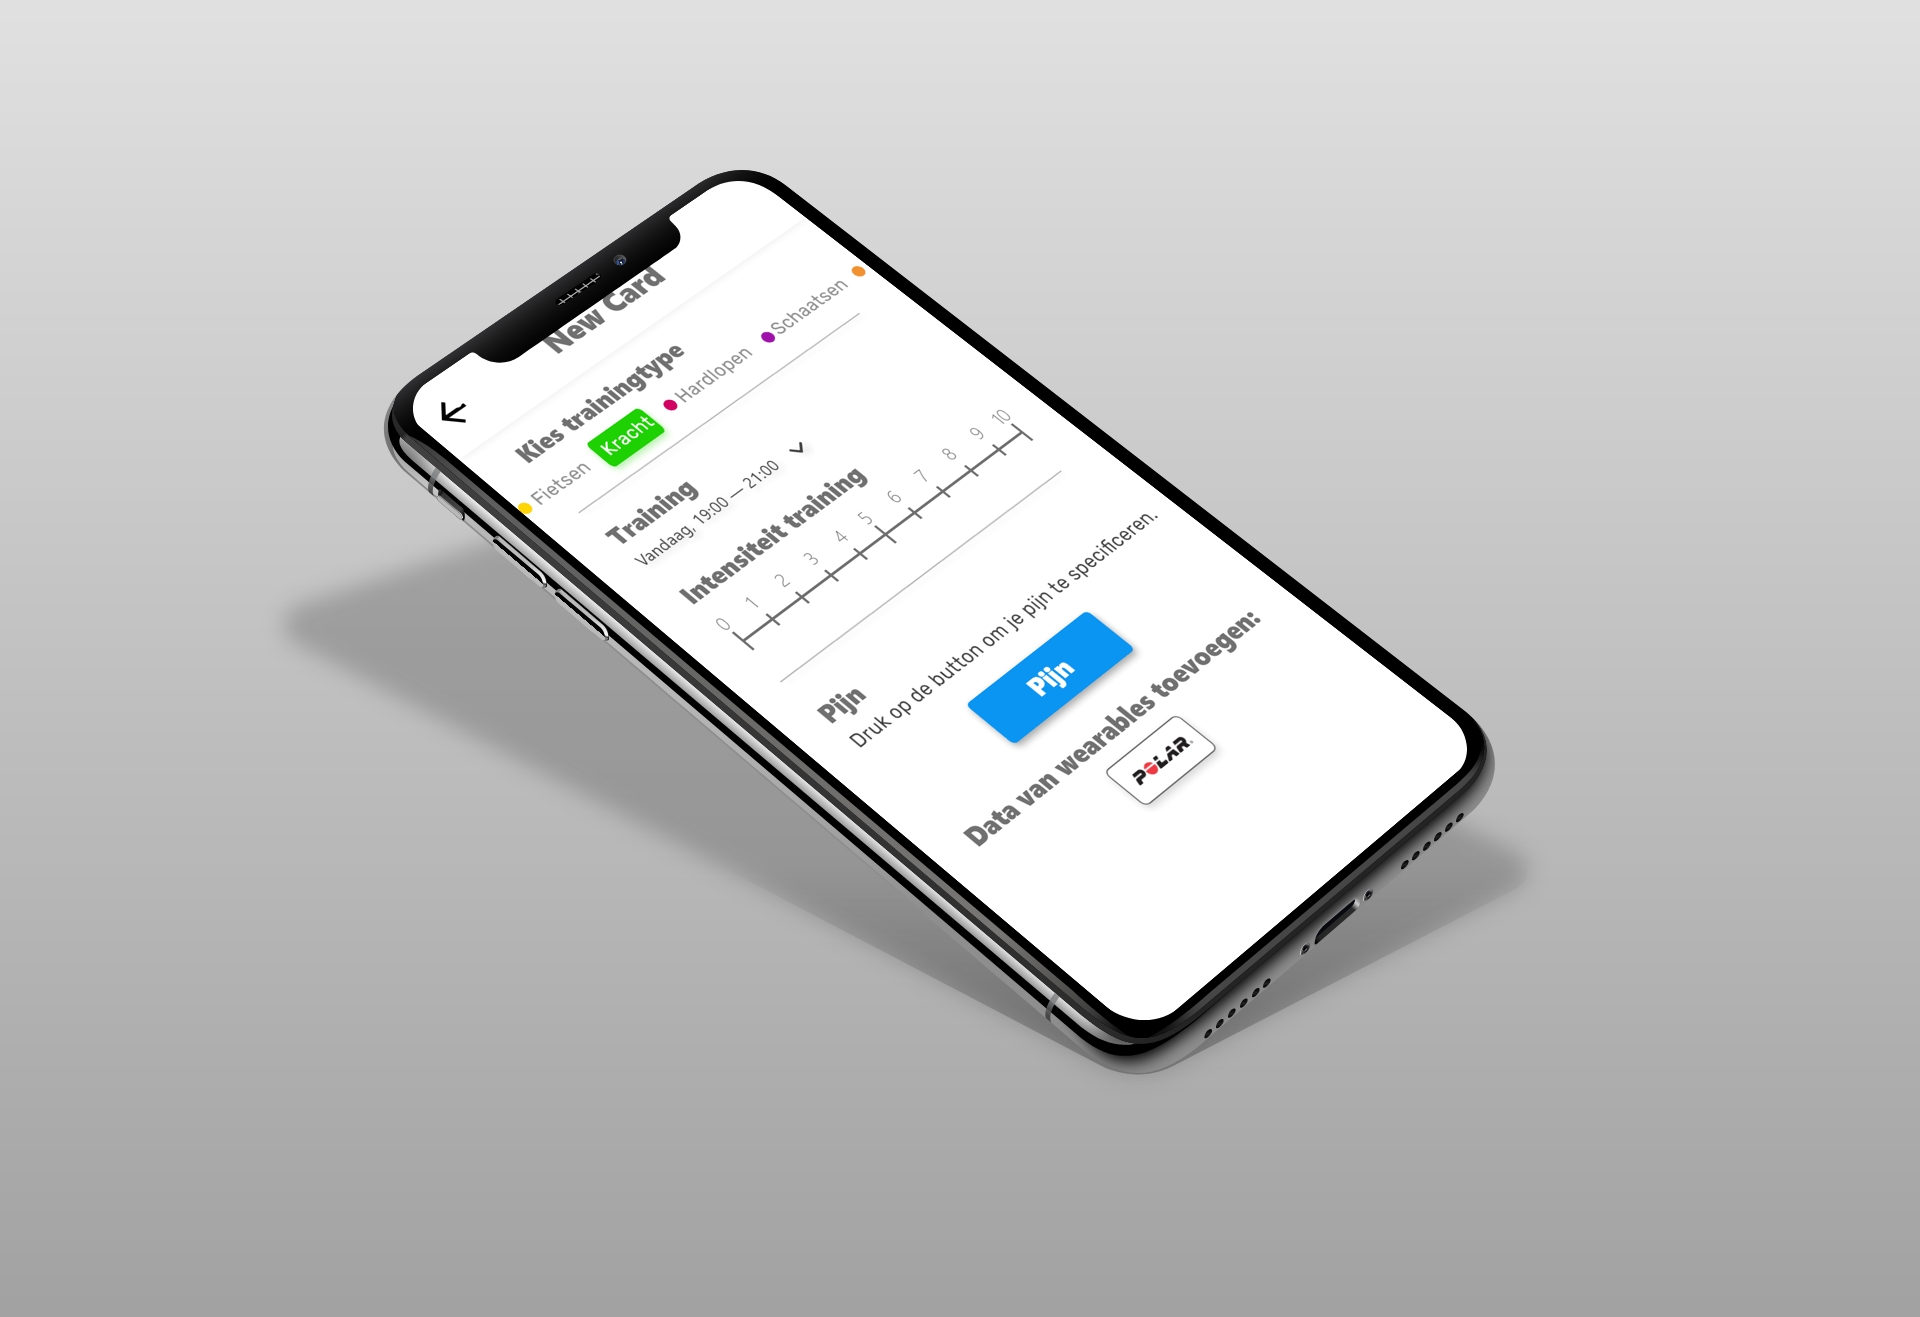 New Card
Kies trainingtype
Fietsen Kracht Hardlopen Schaatsen
Training
Vandaag, 19:00 — 21:00
Intensiteit training
0 1 2 3 4 5 6 7 8 9 10
Pijn
Druk op de button om je pijn te specificeren.
Pijn
Data van wearables toevoegen:
POLAR